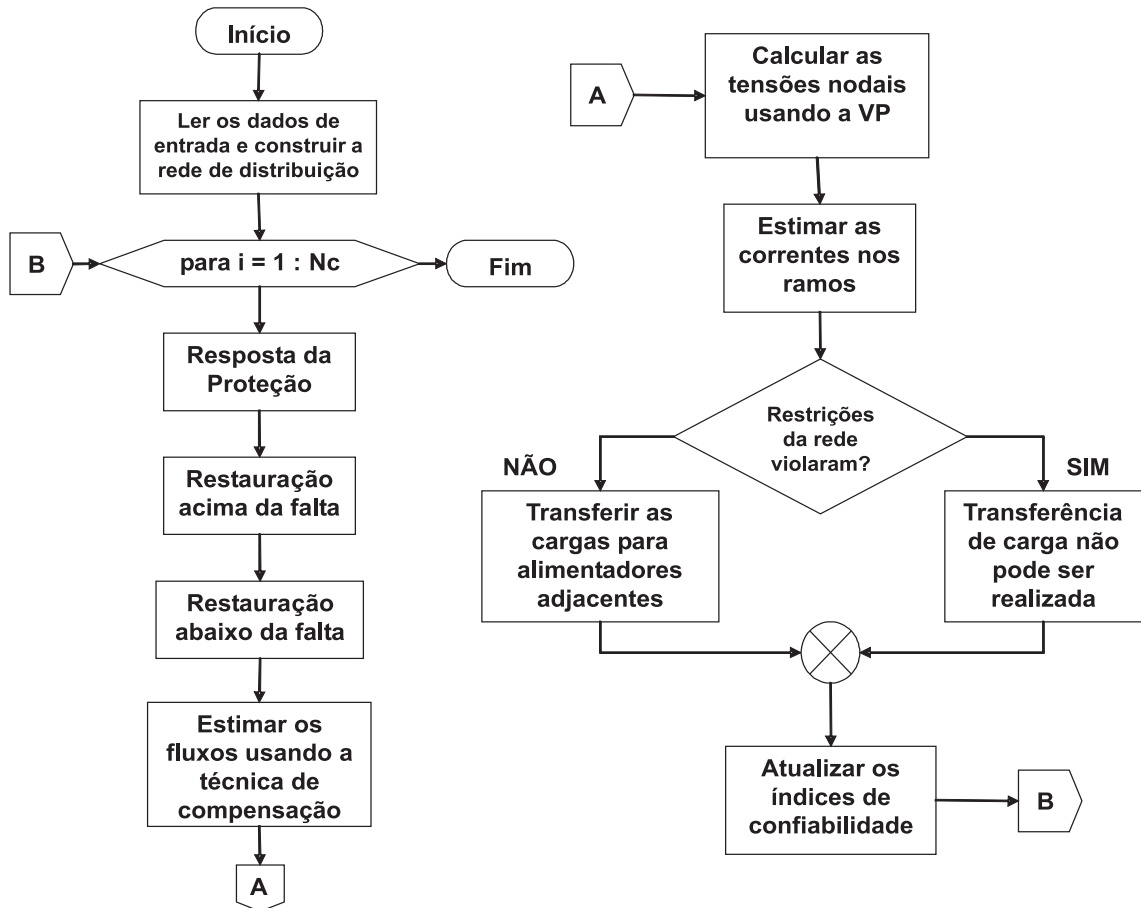 Início
Ler os dados de
entrada e construir a
rede de distribuição
B
para i = 1 : Nc
Fim
Resposta da
Proteção
Restauração
acima da falta
Restauração
abaixo da falta
Estimar os
fluxos usando a
técnica de
compensação
A
A
Calcular as
tensões nodais
usando a VP
Estimar as
correntes nos
ramos
Restrições
da rede
violaram?
NÃO
SIM
Transferir as
cargas para
alimentadores
adjacentes
Transferência
de carga não
pode ser
realizada
Atualizar os
índices de
confiabilidade
B